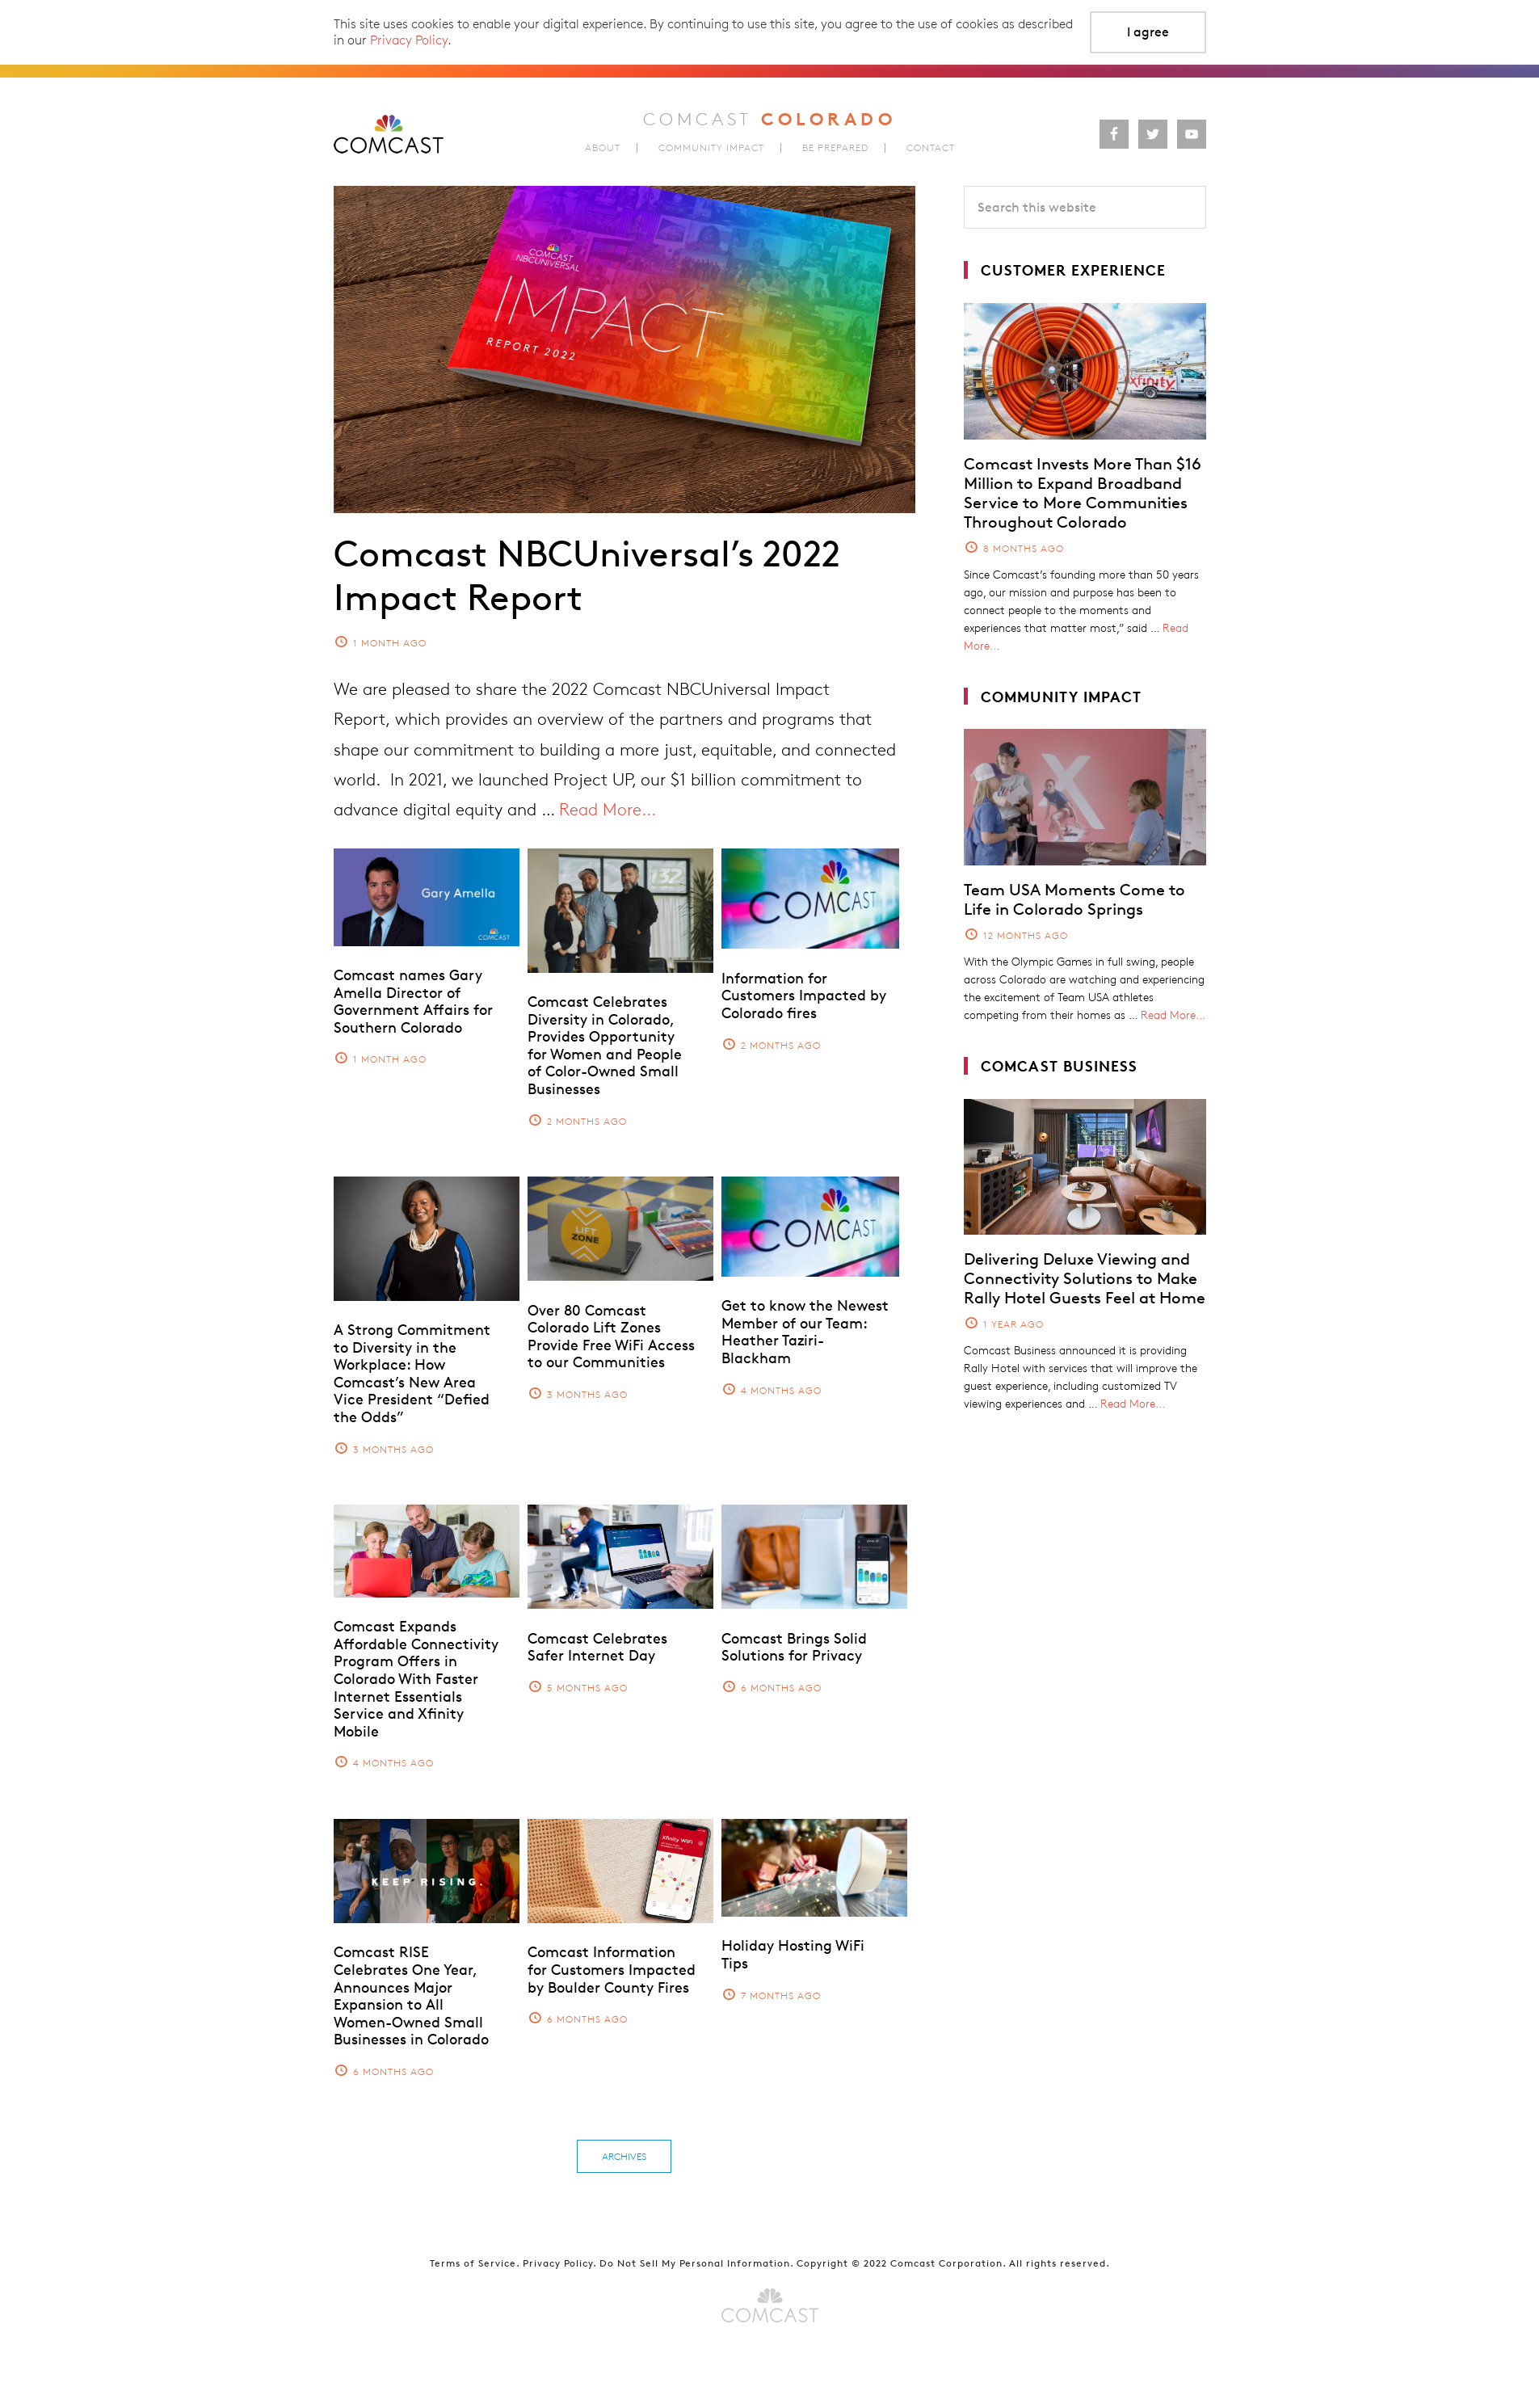 This site uses cookies to enable your digital experience. By continuing to use this site, you agree to the use of cookies as described
in our Privacy Policy.
I agree
COMCAST
COMCAST COLORADO
ABOUT | COMMUNITY IMPACT | BE PREPARED | CONTACT
COMCAST
NBCUNIVERSAL
IMPACT
REPORT 2022
Comcast NBCUniversal’s 2022
Impact Report
1 MONTH AGO
We are pleased to share the 2022 Comcast NBCUniversal Impact
Report, which provides an overview of the partners and programs that
shape our commitment to building a more just, equitable, and connected
world.  In 2021, we launched Project UP, our $1 billion commitment to
advance digital equity and ... Read More...
Gary Amella
COMCAST
Comcast names Gary
Amella Director of
Government Affairs for
Southern Colorado
1 MONTH AGO
132
Comcast Celebrates
Diversity in Colorado,
Provides Opportunity
for Women and People
of Color-Owned Small
Businesses
2 MONTHS AGO
COMCAST
Information for
Customers Impacted by
Colorado fires
2 MONTHS AGO
A Strong Commitment
to Diversity in the
Workplace: How
Comcast’s New Area
Vice President “Defied
the Odds”
3 MONTHS AGO
LIFT
ZONE
Over 80 Comcast
Colorado Lift Zones
Provide Free WiFi Access
to our Communities
3 MONTHS AGO
COMCAST
Get to know the Newest
Member of our Team:
Heather Taziri-
Blackham
4 MONTHS AGO
Comcast Expands
Affordable Connectivity
Program Offers in
Colorado With Faster
Internet Essentials
Service and Xfinity
Mobile
4 MONTHS AGO
Comcast Celebrates
Safer Internet Day
5 MONTHS AGO
Comcast Brings Solid
Solutions for Privacy
6 MONTHS AGO
KEEP RISING.
Comcast RISE
Celebrates One Year,
Announces Major
Expansion to All
Women-Owned Small
Businesses in Colorado
6 MONTHS AGO
Xfinity WiFi
Comcast Information
for Customers Impacted
by Boulder County Fires
6 MONTHS AGO
Holiday Hosting WiFi
Tips
7 MONTHS AGO
ARCHIVES
Search this website
CUSTOMER EXPERIENCE
xfinity
Comcast Invests More Than $16
Million to Expand Broadband
Service to More Communities
Throughout Colorado
8 MONTHS AGO
Since Comcast’s founding more than 50 years
ago, our mission and purpose has been to
connect people to the moments and
experiences that matter most,” said ... Read
More...
COMMUNITY IMPACT
X
Team USA Moments Come to
Life in Colorado Springs
12 MONTHS AGO
With the Olympic Games in full swing, people
across Colorado are watching and experiencing
the excitement of Team USA athletes
competing from their homes as ... Read More...
COMCAST BUSINESS
Delivering Deluxe Viewing and
Connectivity Solutions to Make
Rally Hotel Guests Feel at Home
1 YEAR AGO
Comcast Business announced it is providing
Rally Hotel with services that will improve the
guest experience, including customized TV
viewing experiences and ... Read More...
Terms of Service. Privacy Policy. Do Not Sell My Personal Information. Copyright © 2022 Comcast Corporation. All rights reserved.
COMCAST